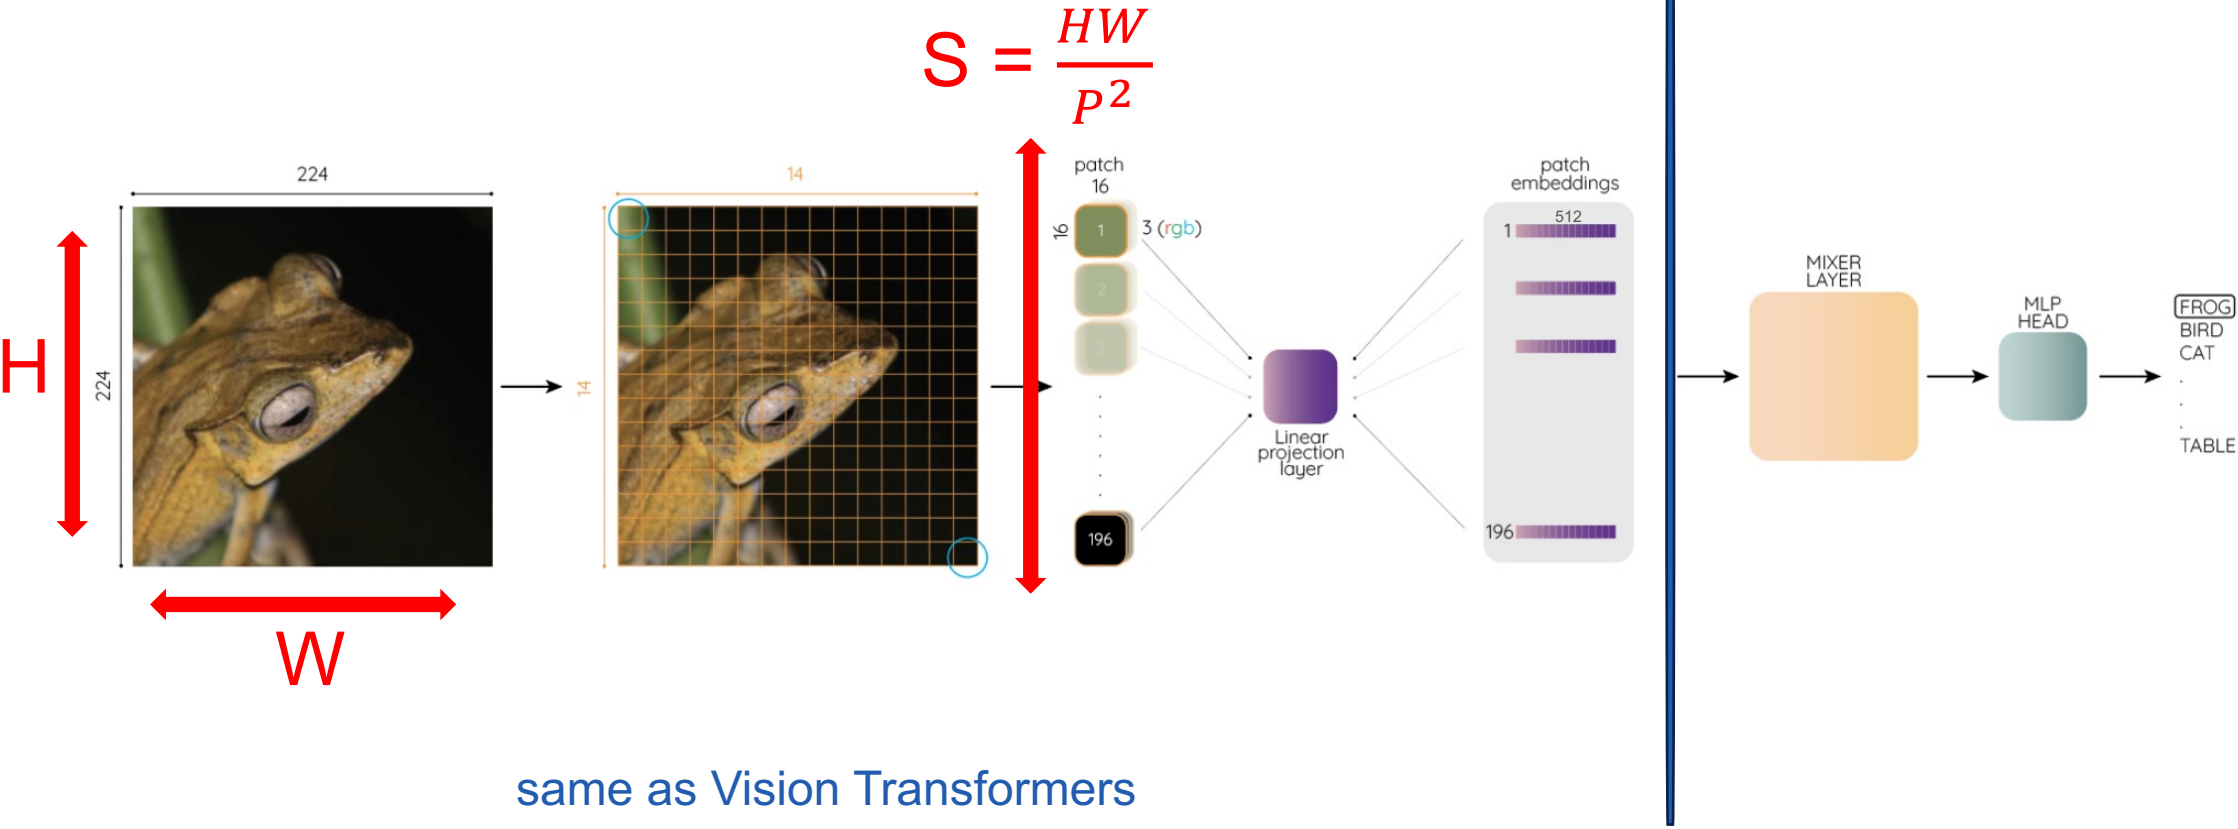 S = HW / P²
224
224
H
W
14
14
patch
16
16
3 (rgb)
1
2
3
196
Linear
projection
layer
patch
embeddings
512
1
196
MIXER
LAYER
MLP
HEAD
FROG
BIRD
CAT
.
.
.
TABLE
same as Vision Transformers